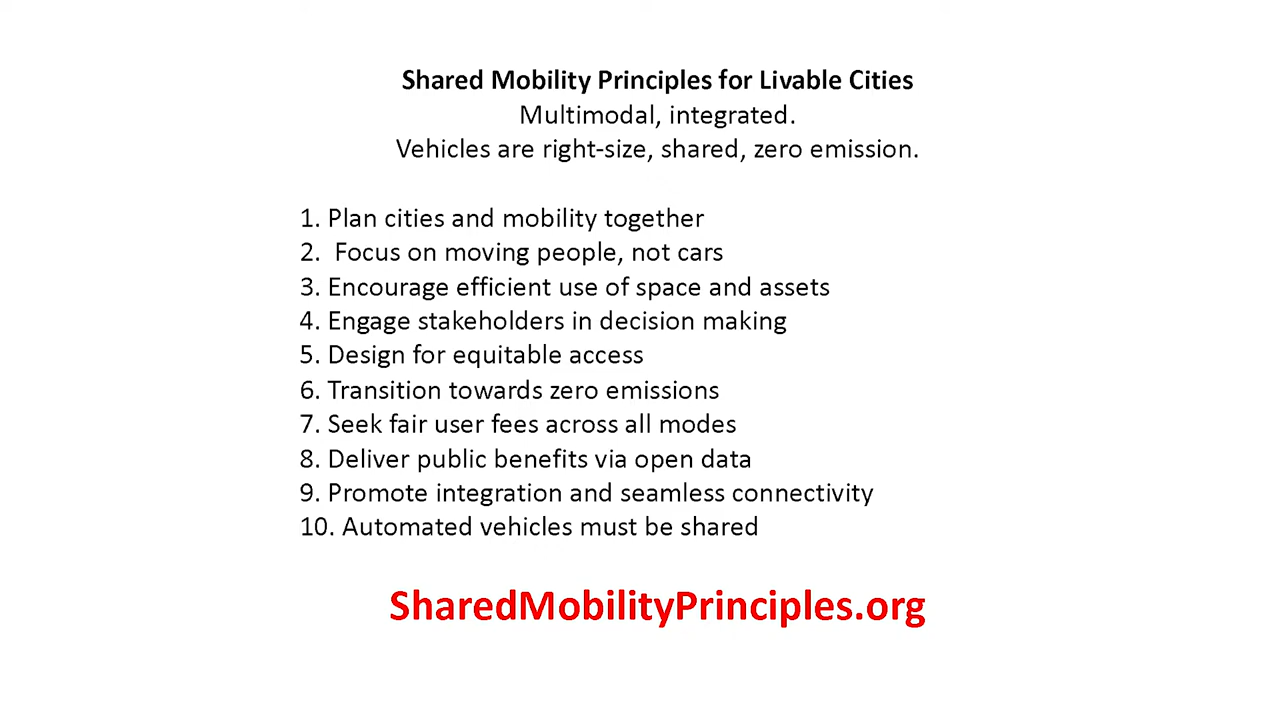 Shared Mobility Principles for Livable Cities
Multimodal, integrated.
Vehicles are right-size, shared, zero emission.
1. Plan cities and mobility together
2.  Focus on moving people, not cars
3. Encourage efficient use of space and assets
4. Engage stakeholders in decision making
5. Design for equitable access
6. Transition towards zero emissions
7. Seek fair user fees across all modes
8. Deliver public benefits via open data
9. Promote integration and seamless connectivity
10. Automated vehicles must be shared
SharedMobilityPrinciples.org